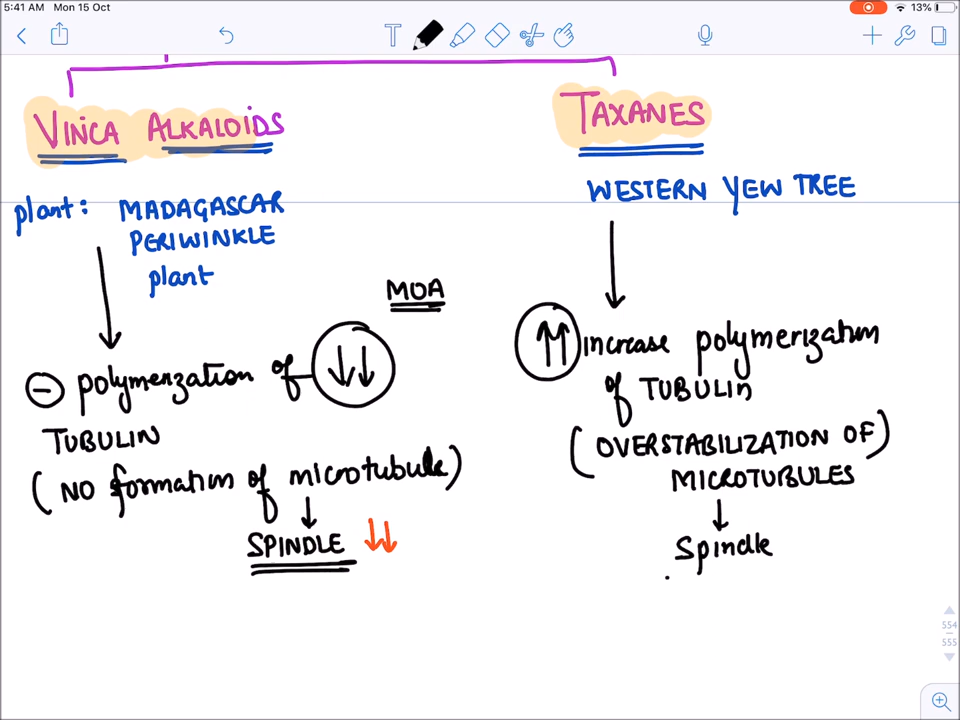 5:41 AM Mon 15 Oct
13%
T
VINCA ALKALOIDS
TAXANES
plant: MADAGASCAR
PERIWINKLE
plant
WESTERN YEW TREE
MOA
⊖ polymerzation of ↓↓
TUBULIN
(NO formation of microtubule)
↓
SPINDLE ↓↓
↑↑ increase polymerization
of TUBULIN
(OVERSTABILIZATION OF)
MICROTUBULES
↓
Spindle
554
555